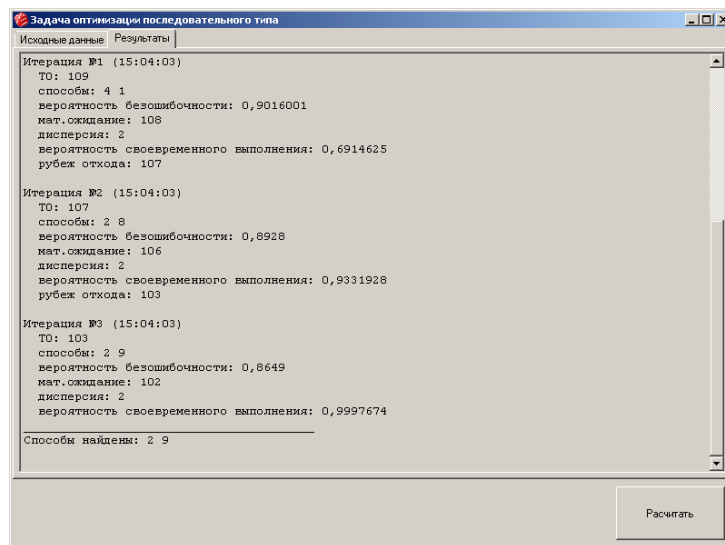 Задача оптимизации последовательного типа
Исходные данные Результаты
Итерация №1 (15:04:03)
ТО: 109
способы: 4 1
вероятность безошибочности: 0,9016001
мат.ожидание: 108
дисперсия: 2
вероятность своевременного выполнения: 0,6914625
рубеж отхода: 107
Итерация №2 (15:04:03)
ТО: 107
способы: 2 8
вероятность безошибочности: 0,8928
мат.ожидание: 106
дисперсия: 2
вероятность своевременного выполнения: 0,9331928
рубеж отхода: 103
Итерация №3 (15:04:03)
ТО: 103
способы: 2 9
вероятность безошибочности: 0,8649
мат.ожидание: 102
дисперсия: 2
вероятность своевременного выполнения: 0,9997674
Способы найдены: 2 9
Расчитать